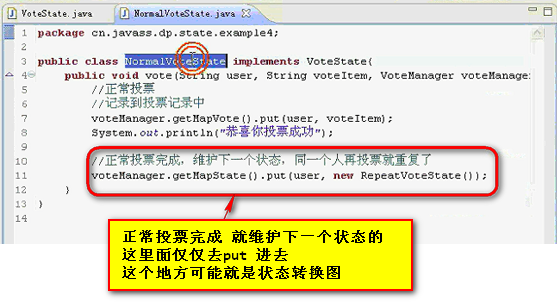 VoteState.java
NormalVoteState.java
1 package cn.javass.dp.state.example4;
2
3 public class NormalVoteState implements VoteState{
4 public void vote(String user, String voteItem, VoteManager voteManager
5 //正常投票
6 //记录到投票记录中
7 voteManager.getMapVote().put(user, voteItem);
8 System.out.println("恭喜你投票成功");
9
10 //正常投票完成，维护下一个状态，同一个人再投票就重复了
11 voteManager.getMapState().put(user, new RepeatVoteState());
12 }
13 }
14
正常投票完成 就维护下一个状态的
这里面仅仅去put 进去
这个地方可能就是状态转换图